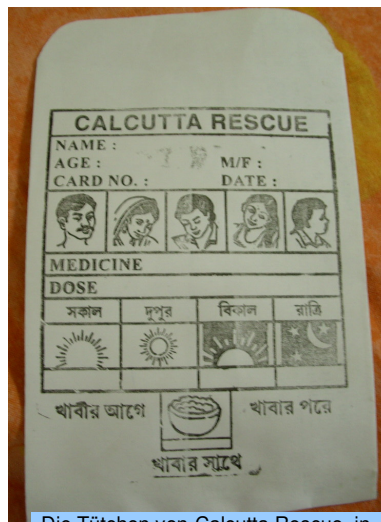 CALCUTTA RESCUE
NAME :
AGE : M/F :
CARD NO. : DATE :
MEDICINE
DOSE
সকাল দুপুর বিকাল রাত্রি
খাবার আগে খাবার পরে
খাবার সাথে
Die Tütchen von Calcutta Rescue, in